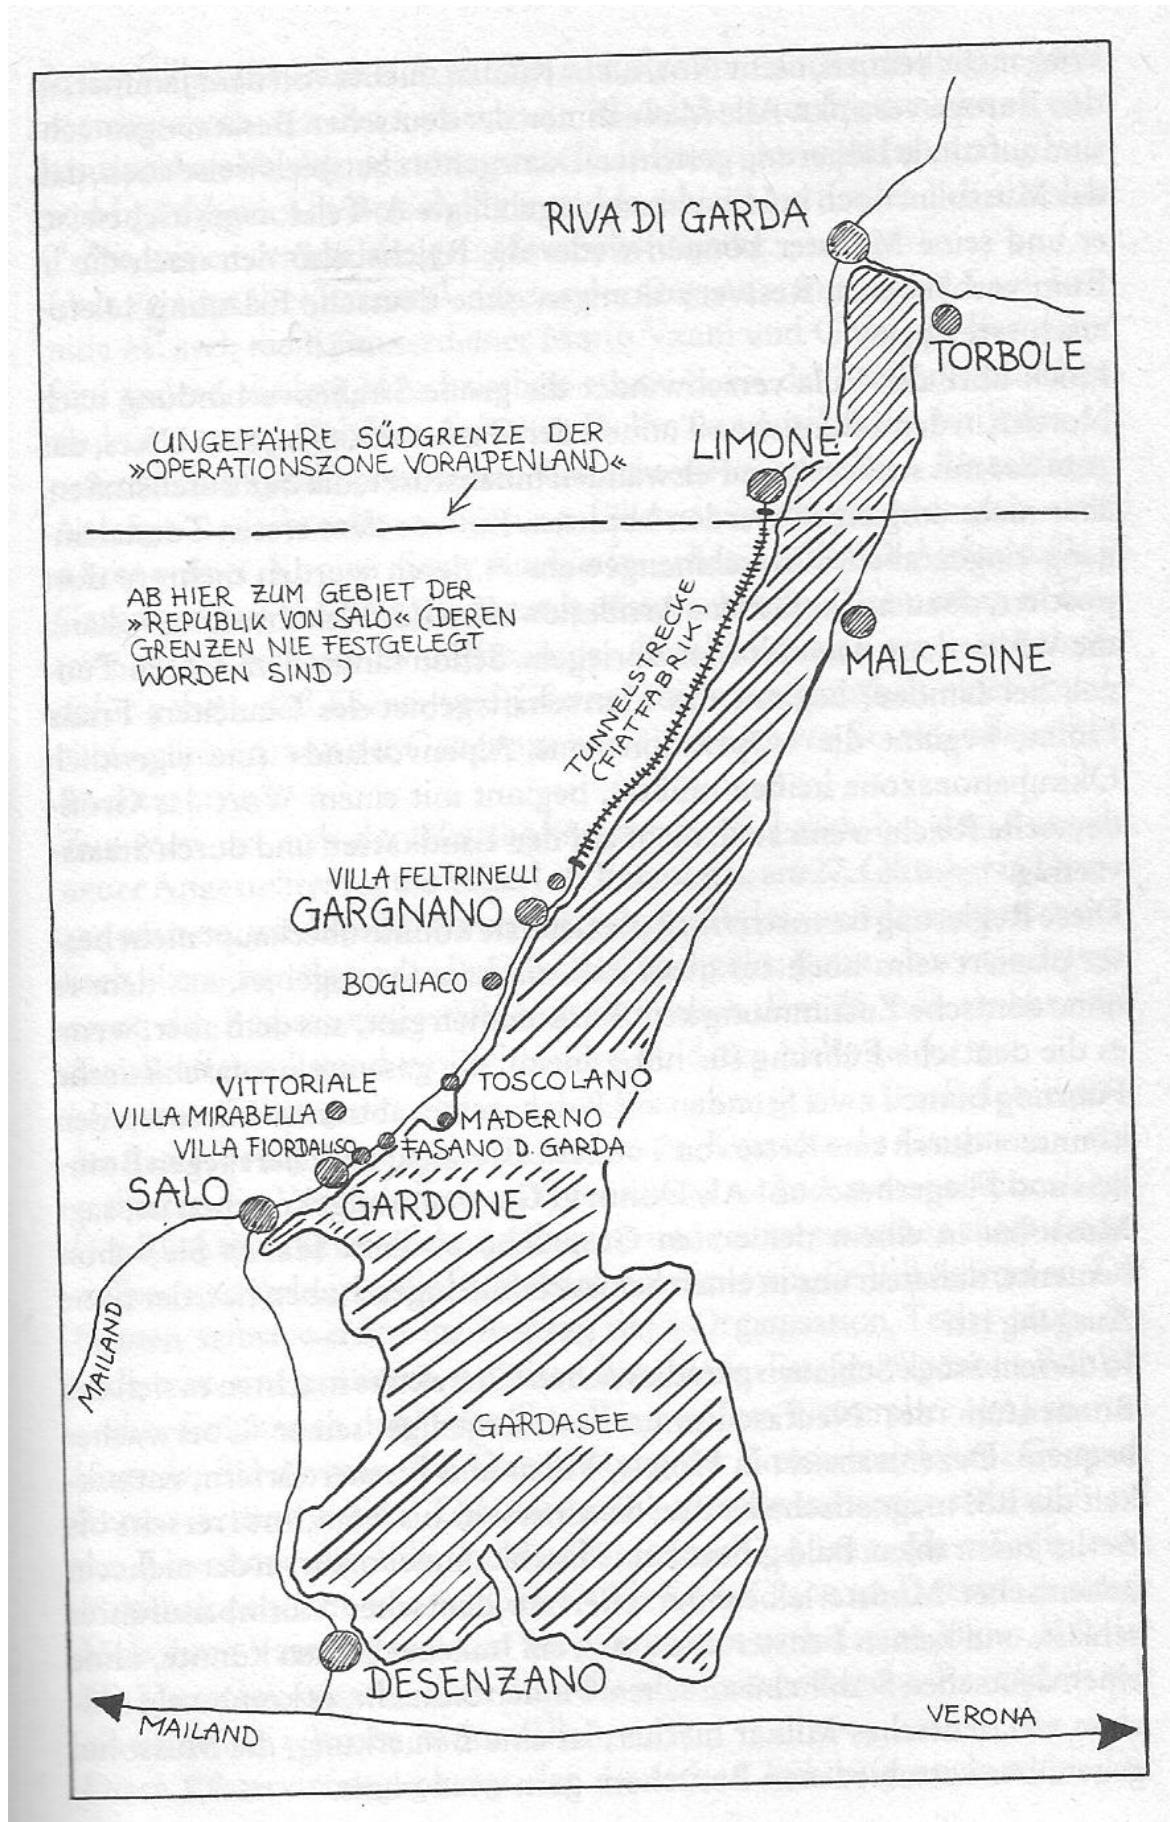 RIVA DI GARDA
TORBOLE
LIMONE
UNGEFÄHRE SÜDGRENZE DER
»OPERATIONSZONE VORALPENLAND«
AB HIER ZUM GEBIET DER
»REPUBLIK VON SALÒ« (DEREN
GRENZEN NIE FESTGELEGT
WORDEN SIND)
TUNNELSTRECKE
(FIATFABRIK)
MALCESINE
VILLA FELTRINELLI
GARGNANO
BOGLIACO
TOSCOLANO
VITTORIALE
VILLA MIRABELLA
MADERNO
VILLA FIORDALISO
FASANO D. GARDA
SALO
GARDONE
MAILAND
GARDASEE
DESENZANO
MAILAND
VERONA